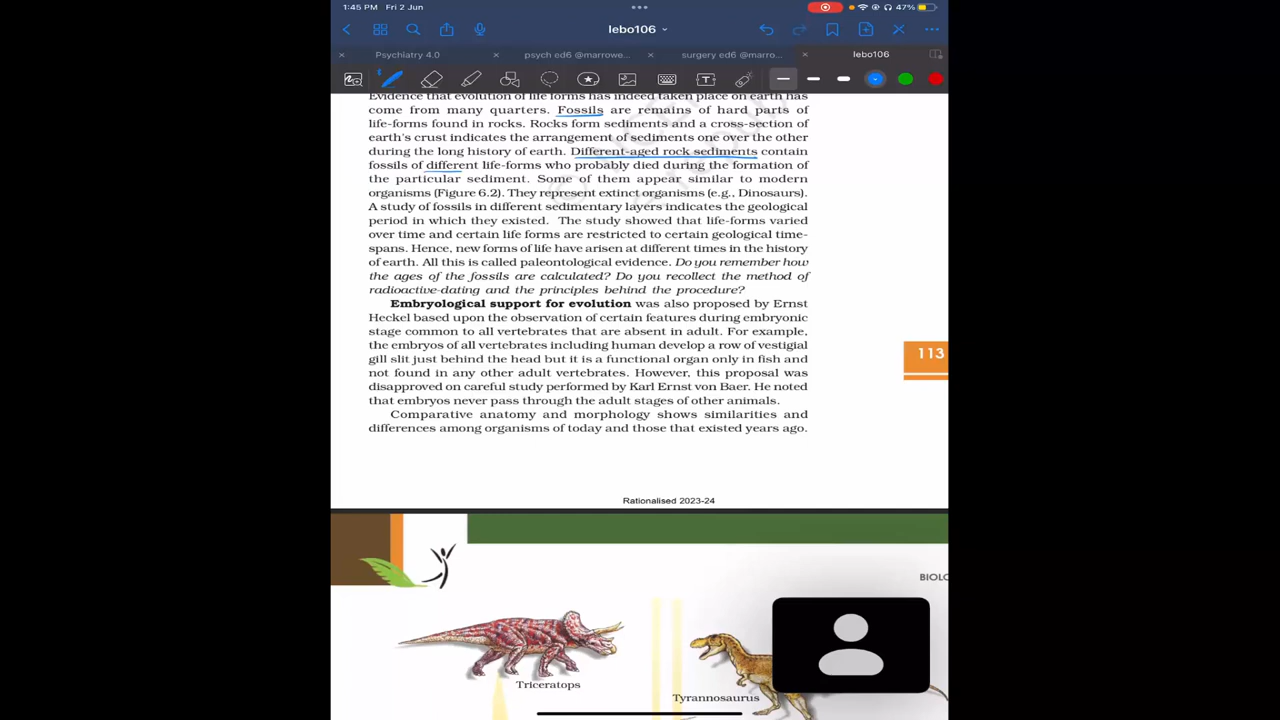 1:45 PM Fri 2 Jun
47%
lebo106
Psychiatry 4.0
psych ed6 @marrowe...
surgery ed6 @marro...
lebo106
Evidence that evolution of life forms has indeed taken place on earth has
come from many quarters. Fossils are remains of hard parts of
life-forms found in rocks. Rocks form sediments and a cross-section of
earth's crust indicates the arrangement of sediments one over the other
during the long history of earth. Different-aged rock sediments contain
fossils of different life-forms who probably died during the formation of
the particular sediment. Some of them appear similar to modern
organisms (Figure 6.2). They represent extinct organisms (e.g., Dinosaurs).
A study of fossils in different sedimentary layers indicates the geological
period in which they existed. The study showed that life-forms varied
over time and certain life forms are restricted to certain geological time-
spans. Hence, new forms of life have arisen at different times in the history
of earth. All this is called paleontological evidence. Do you remember how
the ages of the fossils are calculated? Do you recollect the method of
radioactive-dating and the principles behind the procedure?
Embryological support for evolution was also proposed by Ernst
Heckel based upon the observation of certain features during embryonic
stage common to all vertebrates that are absent in adult. For example,
the embryos of all vertebrates including human develop a row of vestigial
gill slit just behind the head but it is a functional organ only in fish and
not found in any other adult vertebrates. However, this proposal was
disapproved on careful study performed by Karl Ernst von Baer. He noted
that embryos never pass through the adult stages of other animals.
Comparative anatomy and morphology shows similarities and
differences among organisms of today and those that existed years ago.
113
Rationalised 2023-24
BIOLO
Triceratops
Tyrannosaurus